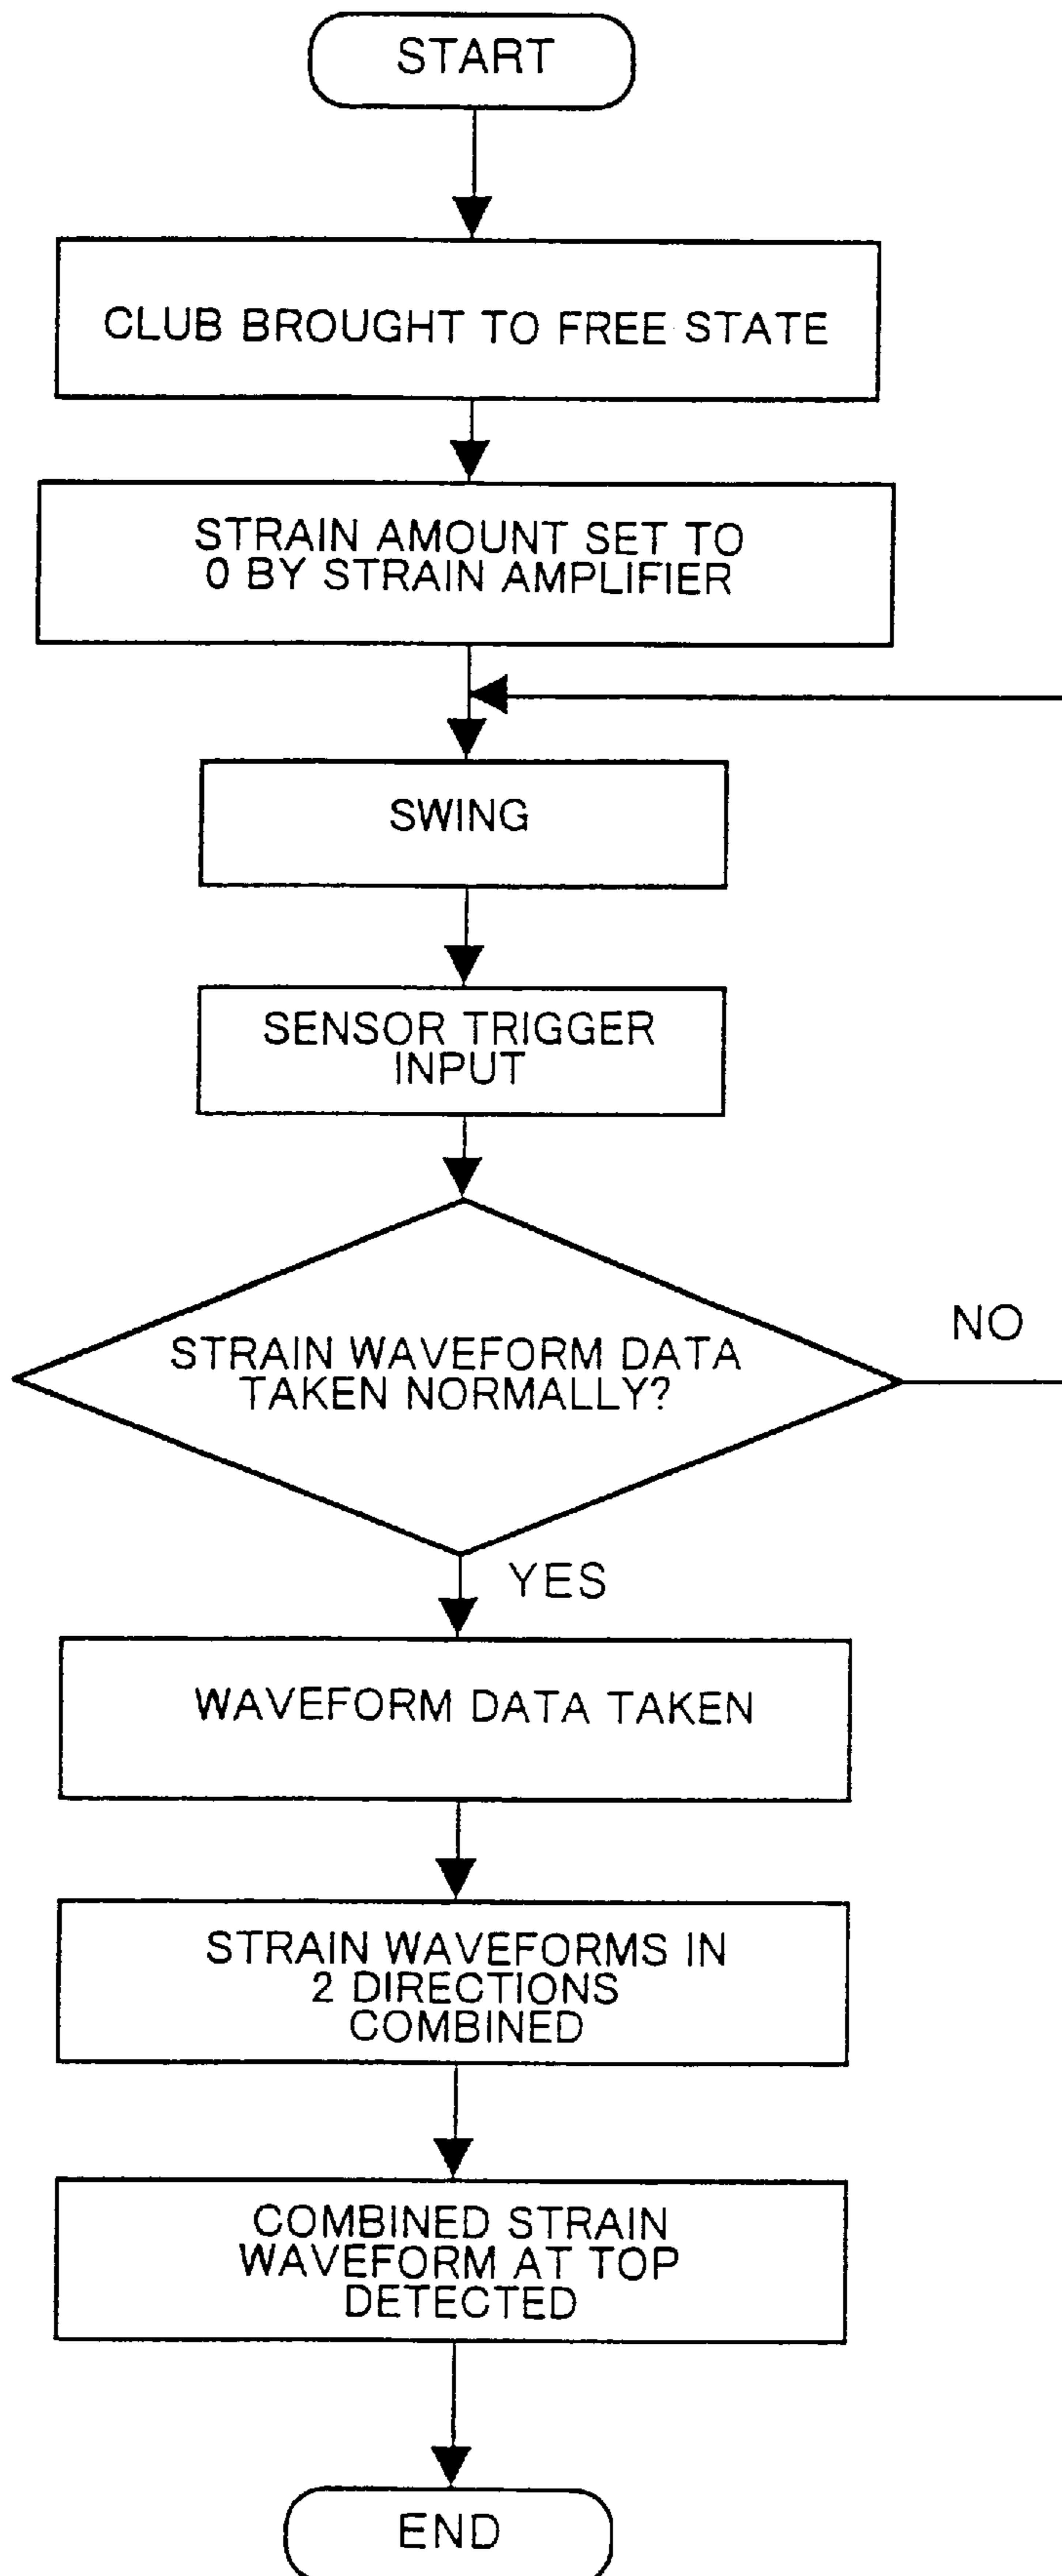 START
CLUB BROUGHT TO FREE STATE
STRAIN AMOUNT SET TO
0 BY STRAIN AMPLIFIER
SWING
SENSOR TRIGGER
INPUT
STRAIN WAVEFORM DATA
TAKEN NORMALLY?
NO
YES
WAVEFORM DATA TAKEN
STRAIN WAVEFORMS IN
2 DIRECTIONS
COMBINED
COMBINED STRAIN
WAVEFORM AT TOP
DETECTED
END